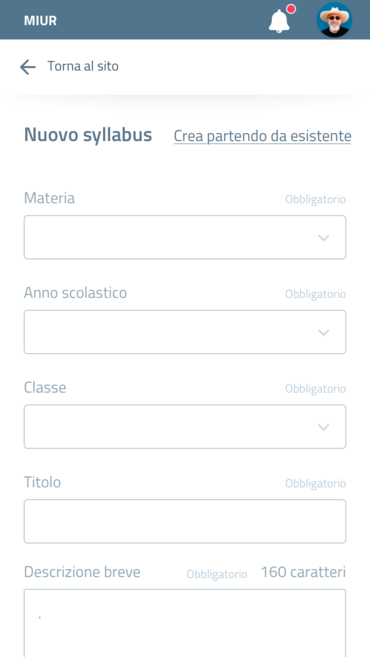 MIUR
Torna al sito
Nuovo syllabus Crea partendo da esistente
Materia Obbligatorio
Anno scolastico Obbligatorio
Classe Obbligatorio
Titolo Obbligatorio
Descrizione breve Obbligatorio 160 caratteri
.